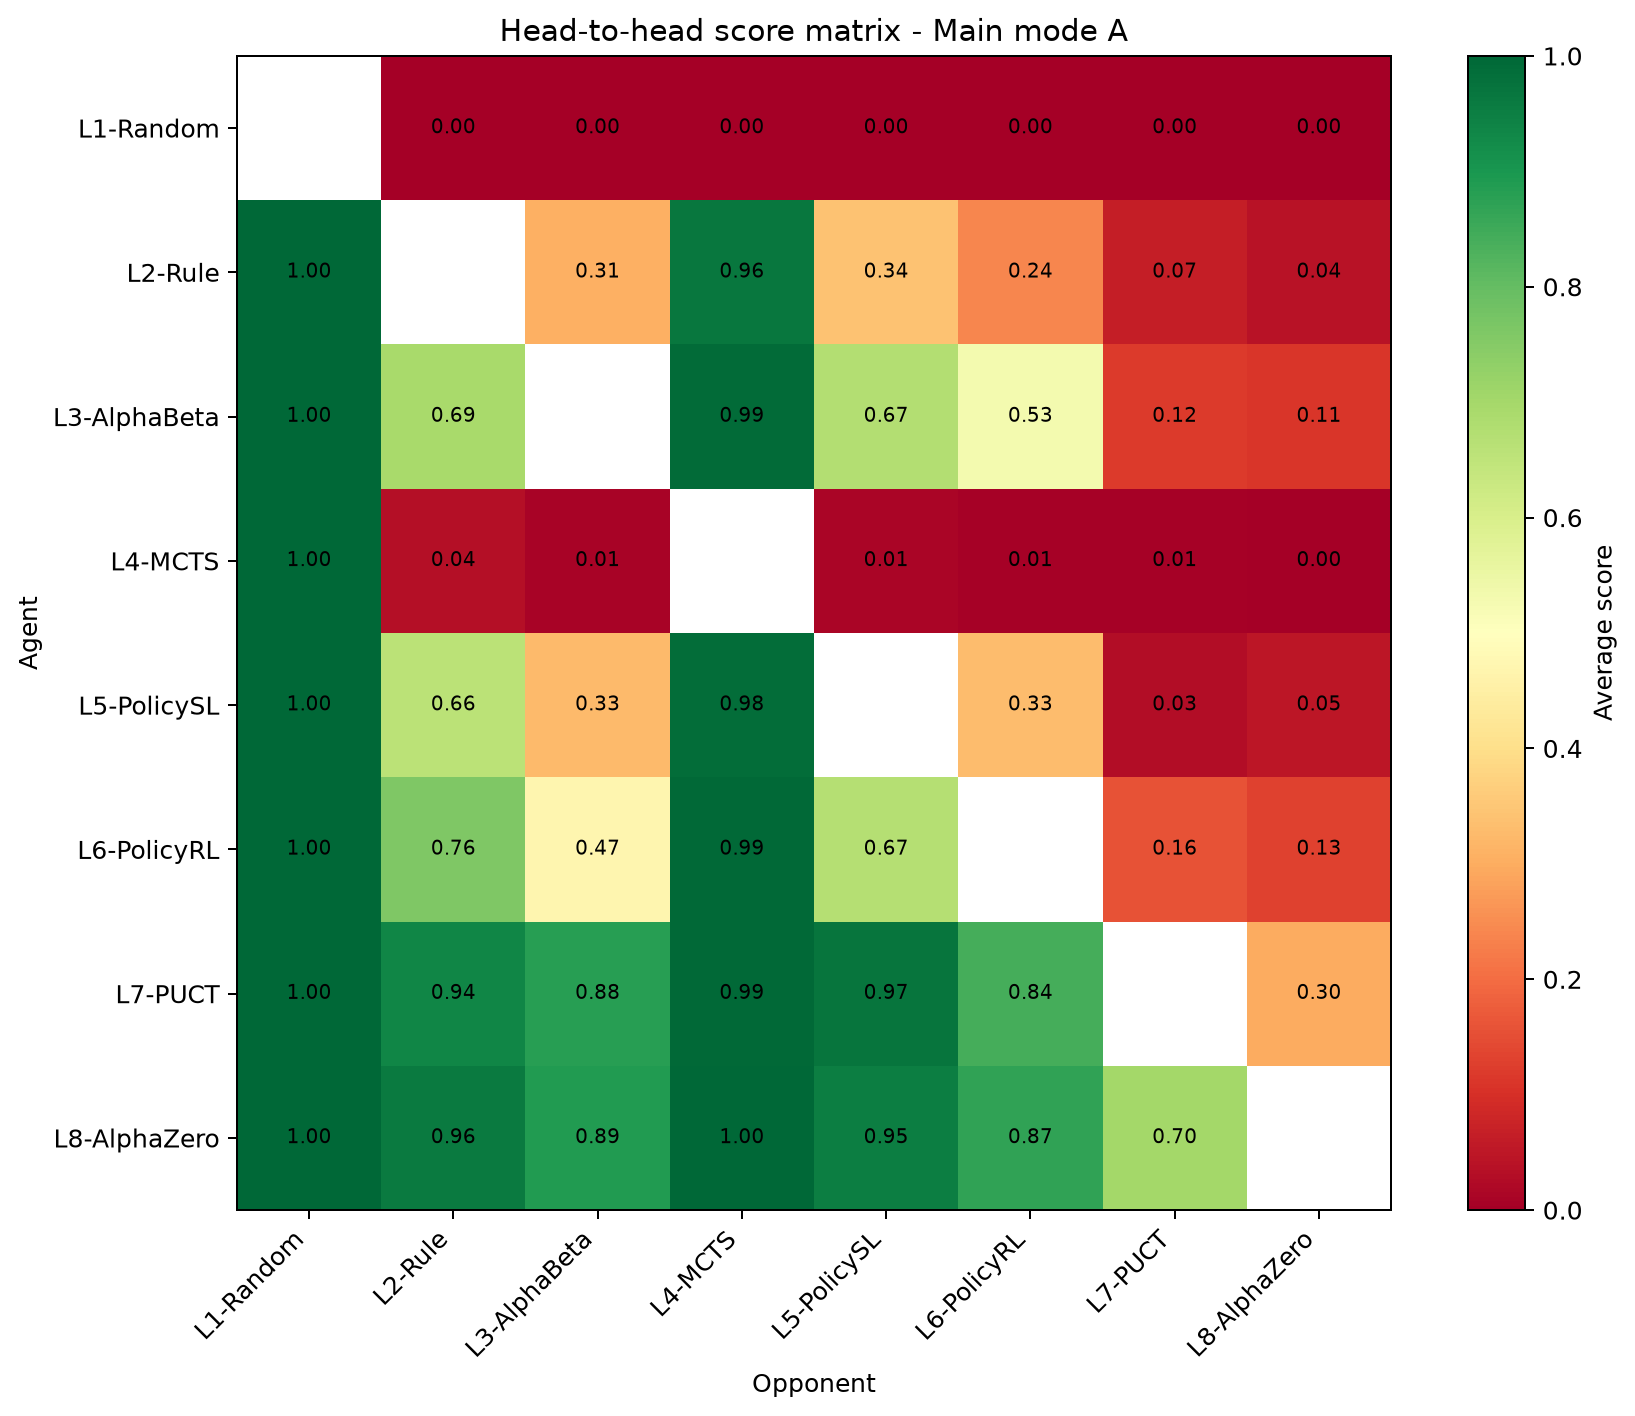 Head-to-head score matrix - Main mode A
L1-Random 0.00 0.00 0.00 0.00 0.00 0.00 0.00
L2-Rule 1.00 0.31 0.96 0.34 0.24 0.07 0.04
L3-AlphaBeta 1.00 0.69 0.99 0.67 0.53 0.12 0.11
L4-MCTS 1.00 0.04 0.01 0.01 0.01 0.01 0.00
L5-PolicySL 1.00 0.66 0.33 0.98 0.33 0.03 0.05
L6-PolicyRL 1.00 0.76 0.47 0.99 0.67 0.16 0.13
L7-PUCT 1.00 0.94 0.88 0.99 0.97 0.84 0.30
L8-AlphaZero 1.00 0.96 0.89 1.00 0.95 0.87 0.70
Agent
L1-Random L2-Rule L3-AlphaBeta L4-MCTS L5-PolicySL L6-PolicyRL L7-PUCT L8-AlphaZero
Opponent
1.0
0.8
0.6
0.4
0.2
0.0
Average score